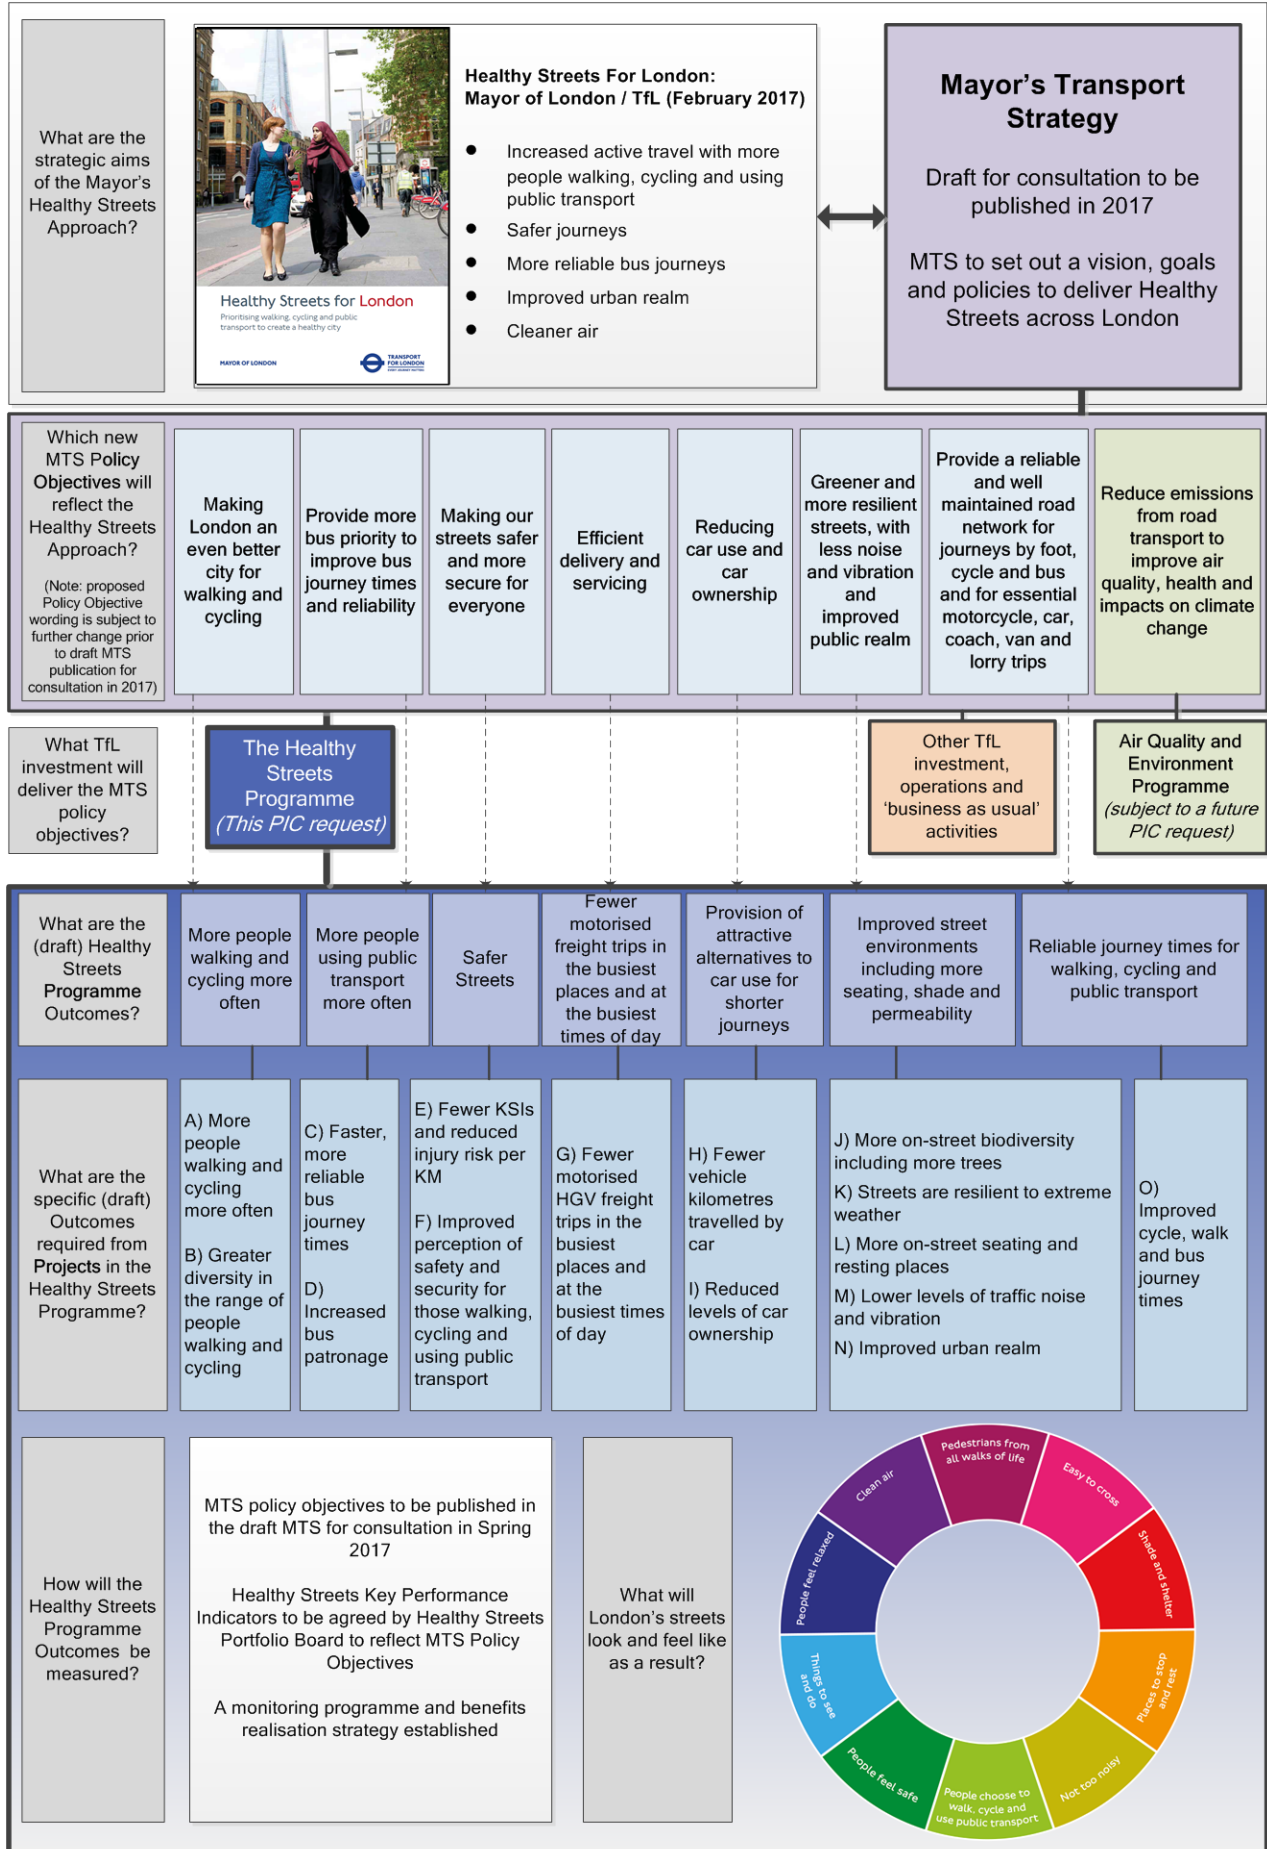 What are the
strategic aims
of the Mayor's
Healthy Streets
Approach?
Healthy Streets for London
Prioritising walking, cycling and public
transport to create a healthy city
MAYOR OF LONDON
TRANSPORT
FOR LONDON
EVERY JOURNEY MATTERS
Healthy Streets For London:
Mayor of London / TfL (February 2017)
● Increased active travel with more
people walking, cycling and using
public transport
● Safer journeys
● More reliable bus journeys
● Improved urban realm
● Cleaner air
Mayor's Transport
Strategy
Draft for consultation to be
published in 2017
MTS to set out a vision, goals
and policies to deliver Healthy
Streets across London
Which new
MTS Policy
Objectives will
reflect the
Healthy Streets
Approach?
(Note: proposed
Policy Objective
wording is subject to
further change prior
to draft MTS
publication for
consultation in 2017)
Making
London an
even better
city for
walking and
cycling
Provide more
bus priority to
improve bus
journey times
and reliability
Making our
streets safer
and more
secure for
everyone
Efficient
delivery and
servicing
Reducing
car use and
car
ownership
Greener and
more resilient
streets, with
less noise
and vibration
and
improved
public realm
Provide a reliable
and well
maintained road
network for
journeys by foot,
cycle and bus
and for essential
motorcycle, car,
coach, van and
lorry trips
Reduce emissions
from road
transport to
improve air
quality, health and
impacts on climate
change
What TfL
investment will
deliver the MTS
policy
objectives?
The Healthy
Streets
Programme
(This PIC request)
Other TfL
investment,
operations and
'business as usual'
activities
Air Quality and
Environment
Programme
(subject to a future
PIC request)
What are the
(draft) Healthy
Streets
Programme
Outcomes?
More people
walking and
cycling more
often
More people
using public
transport
more often
Safer
Streets
Fewer
motorised
freight trips in
the busiest
places and at
the busiest
times of day
Provision of
attractive
alternatives to
car use for
shorter
journeys
Improved street
environments
including more
seating, shade and
permeability
Reliable journey times for
walking, cycling and
public transport
What are the
specific (draft)
Outcomes
required from
Projects in the
Healthy Streets
Programme?
A) More
people
walking and
cycling
more often
B) Greater
diversity in
the range of
people
walking and
cycling
C) Faster,
more
reliable bus
journey
times
D)
Increased
bus
patronage
E) Fewer KSIs
and reduced
injury risk per
KM
F) Improved
perception of
safety and
security for
those walking,
cycling and
using public
transport
G) Fewer
motorised
HGV freight
trips in the
busiest
places and
at the
busiest times
of day
H) Fewer
vehicle
kilometres
travelled by
car
I) Reduced
levels of car
ownership
J) More on-street biodiversity
including more trees
K) Streets are resilient to extreme
weather
L) More on-street seating and
resting places
M) Lower levels of traffic noise
and vibration
N) Improved urban realm
O)
Improved
cycle, walk
and bus
journey
times
How will the
Healthy Streets
Programme
Outcomes be
measured?
MTS policy objectives to be published in
the draft MTS for consultation in Spring
2017
Healthy Streets Key Performance
Indicators to be agreed by Healthy Streets
Portfolio Board to reflect MTS Policy
Objectives
A monitoring programme and benefits
realisation strategy established
What will
London's streets
look and feel like
as a result?
Pedestrians from
all walks of life
Easy to cross
Shade and shelter
Places to stop
and rest
Not too noisy
People choose to
walk, cycle and
use public transport
People feel safe
Things to see
and do
People feel relaxed
Clean air